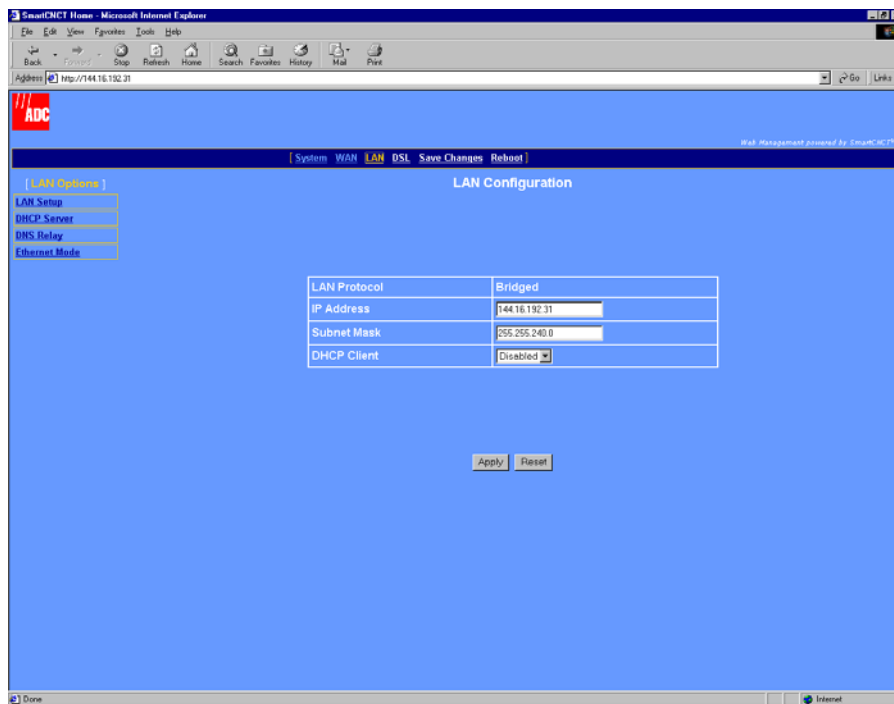 SmartCNCT Home - Microsoft Internet Explorer
File Edit View Favorites Tools Help
Back Forward Stop Refresh Home Search Favorites History Mail Print
Address http://144.16.192.31 Go Links
ADC
Web Management powered by SmartCNCT®
[ System WAN LAN DSL Save Changes Reboot ]
[ LAN Options ]
LAN Setup
DHCP Server
DNS Relay
Ethernet Mode
LAN Configuration
LAN Protocol Bridged
IP Address 144.16.192.31
Subnet Mask 255.255.240.0
DHCP Client Disabled
Apply Reset
Done Internet